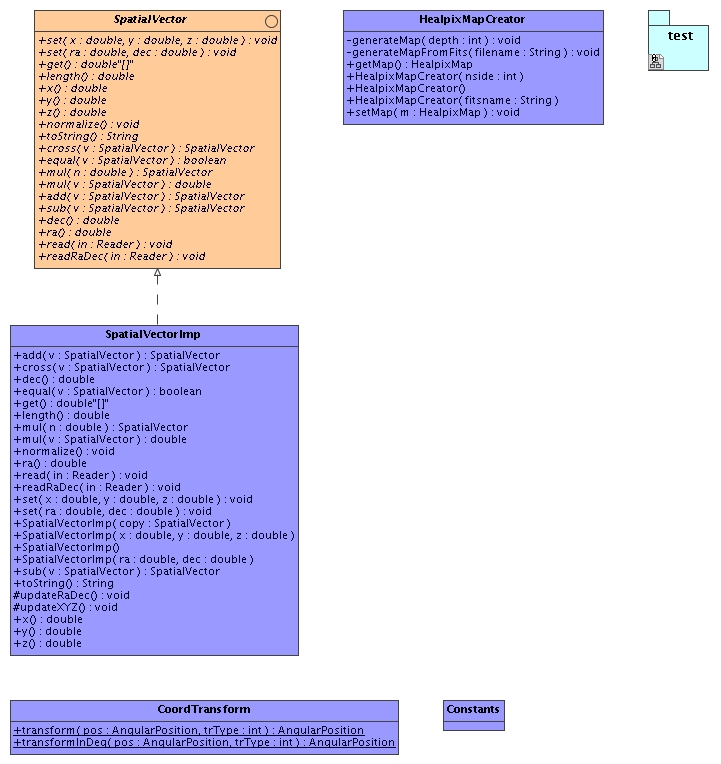 SpatialVector
+set( x : double, y : double, z : double ) : void
+set( ra : double, dec : double ) : void
+get() : double"[]"
+length() : double
+x() : double
+y() : double
+z() : double
+normalize() : void
+toString() : String
+cross( v : SpatialVector ) : SpatialVector
+equal( v : SpatialVector ) : boolean
+mul( n : double ) : SpatialVector
+mul( v : SpatialVector ) : double
+add( v : SpatialVector ) : SpatialVector
+sub( v : SpatialVector ) : SpatialVector
+dec() : double
+ra() : double
+read( in : Reader ) : void
+readRaDec( in : Reader ) : void
HealpixMapCreator
-generateMap( depth : int ) : void
-generateMapFromFits( filename : String ) : void
+getMap() : HealpixMap
+HealpixMapCreator( nside : int )
+HealpixMapCreator()
+HealpixMapCreator( fitsname : String )
+setMap( m : HealpixMap ) : void
test
SpatialVectorImp
+add( v : SpatialVector ) : SpatialVector
+cross( v : SpatialVector ) : SpatialVector
+dec() : double
+equal( v : SpatialVector ) : boolean
+get() : double"[]"
+length() : double
+mul( n : double ) : SpatialVector
+mul( v : SpatialVector ) : double
+normalize() : void
+ra() : double
+read( in : Reader ) : void
+readRaDec( in : Reader ) : void
+set( x : double, y : double, z : double ) : void
+set( ra : double, dec : double ) : void
+SpatialVectorImp( copy : SpatialVector )
+SpatialVectorImp( x : double, y : double, z : double )
+SpatialVectorImp()
+SpatialVectorImp( ra : double, dec : double )
+sub( v : SpatialVector ) : SpatialVector
+toString() : String
#updateRaDec() : void
#updateXYZ() : void
+x() : double
+y() : double
+z() : double
CoordTransform
+transform( pos : AngularPosition, trType : int ) : AngularPosition
+transformInDeg( pos : AngularPosition, trType : int ) : AngularPosition
Constants